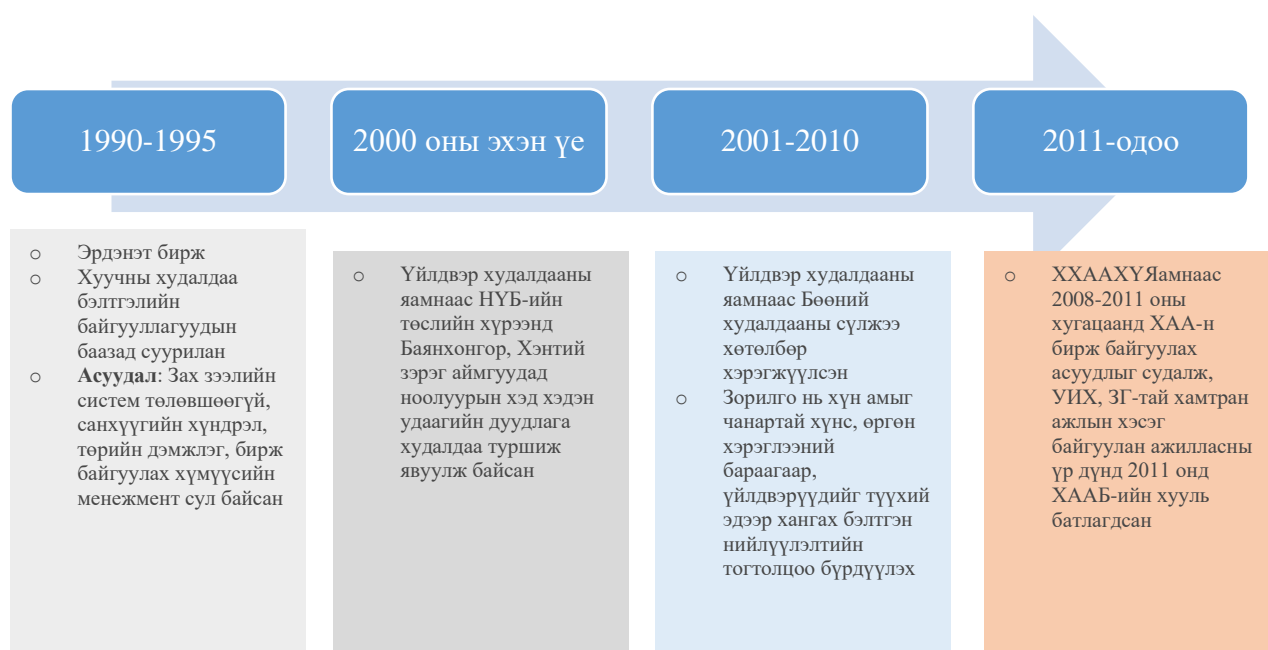 1990-1995
2000 оны эхэн үе
2001-2010
2011-одоо
o Эрдэнэт бирж
o Хуучны худалдаа
бэлтгэлийн
байгууллагуудын
баазад суурилан
o Асуудал: Зах зээлийн
систем төлөвшөөгүй,
санхүүгийн хүндрэл,
төрийн дэмжлэг, бирж
байгуулах хүмүүсийн
менежмент сул байсан
o Үйлдвэр худалдааны
яамнаас НҮБ-ийн
төслийн хүрээнд
Баянхонгор, Хэнтий
зэрэг аймгуудад
ноолуурын хэд хэдэн
удаагийн дуудлага
худалдаа туршиж
явуулж байсан
o Үйлдвэр худалдааны
яамнаас Бөөний
худалдааны сүлжээ
хөтөлбөр
хэрэгжүүлсэн
o Зорилго нь хүн амыг
чанартай хүнс, өргөн
хэрэглээний
бараагаар,
үйлдвэрүүдийг түүхий
эдээр хангах бэлтгэн
нийлүүлэлтийн
тогтолцоо бүрдүүлэх
o ХХААХҮЯамнаас
2008-2011 оны
хугацаанд ХАА-н
бирж байгуулах
асуудлыг судалж,
УИХ, ЗГ-тай хамтран
ажлын хэсэг
байгуулан ажилласны
үр дүнд 2011 онд
ХААБ-ийн хууль
батлагдсан